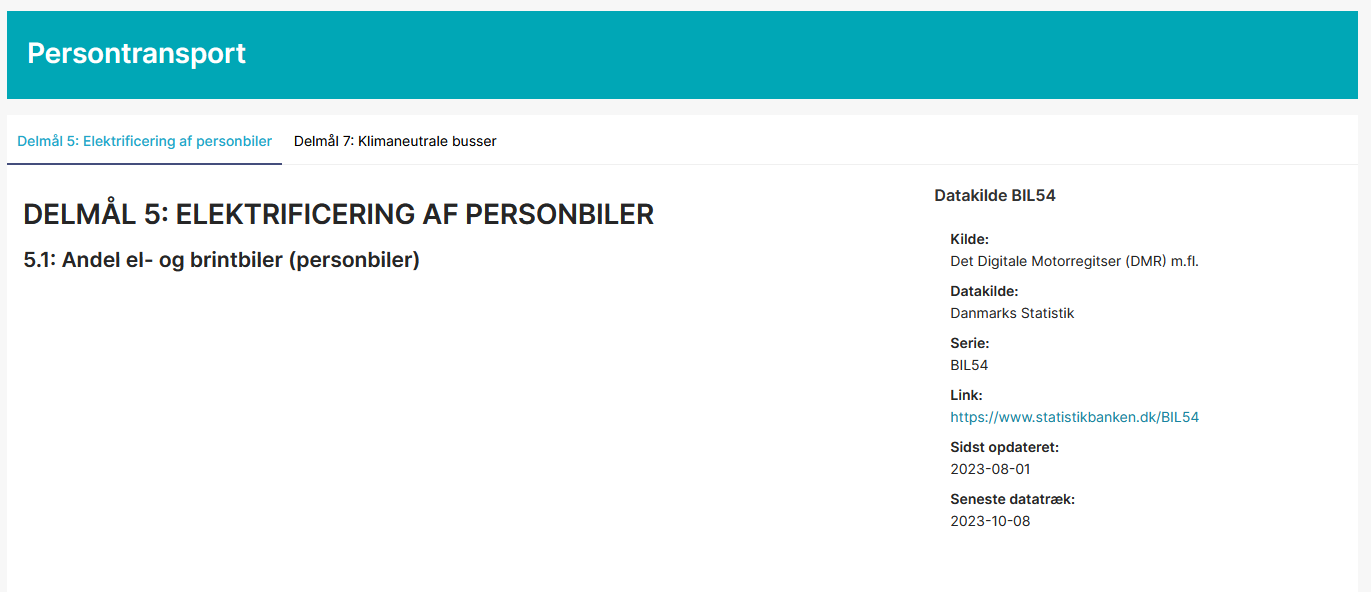 Persontransport
Delmål 5: Elektrificering af personbiler
Delmål 7: Klimaneutrale busser
DELMÅL 5: ELEKTRIFICERING AF PERSONBILER
5.1: Andel el- og brintbiler (personbiler)
Datakilde BIL54
Kilde:
Det Digitale Motorregitser (DMR) m.fl.
Datakilde:
Danmarks Statistik
Serie:
BIL54
Link:
https://www.statistikbanken.dk/BIL54
Sidst opdateret:
2023-08-01
Seneste datatræk:
2023-10-08